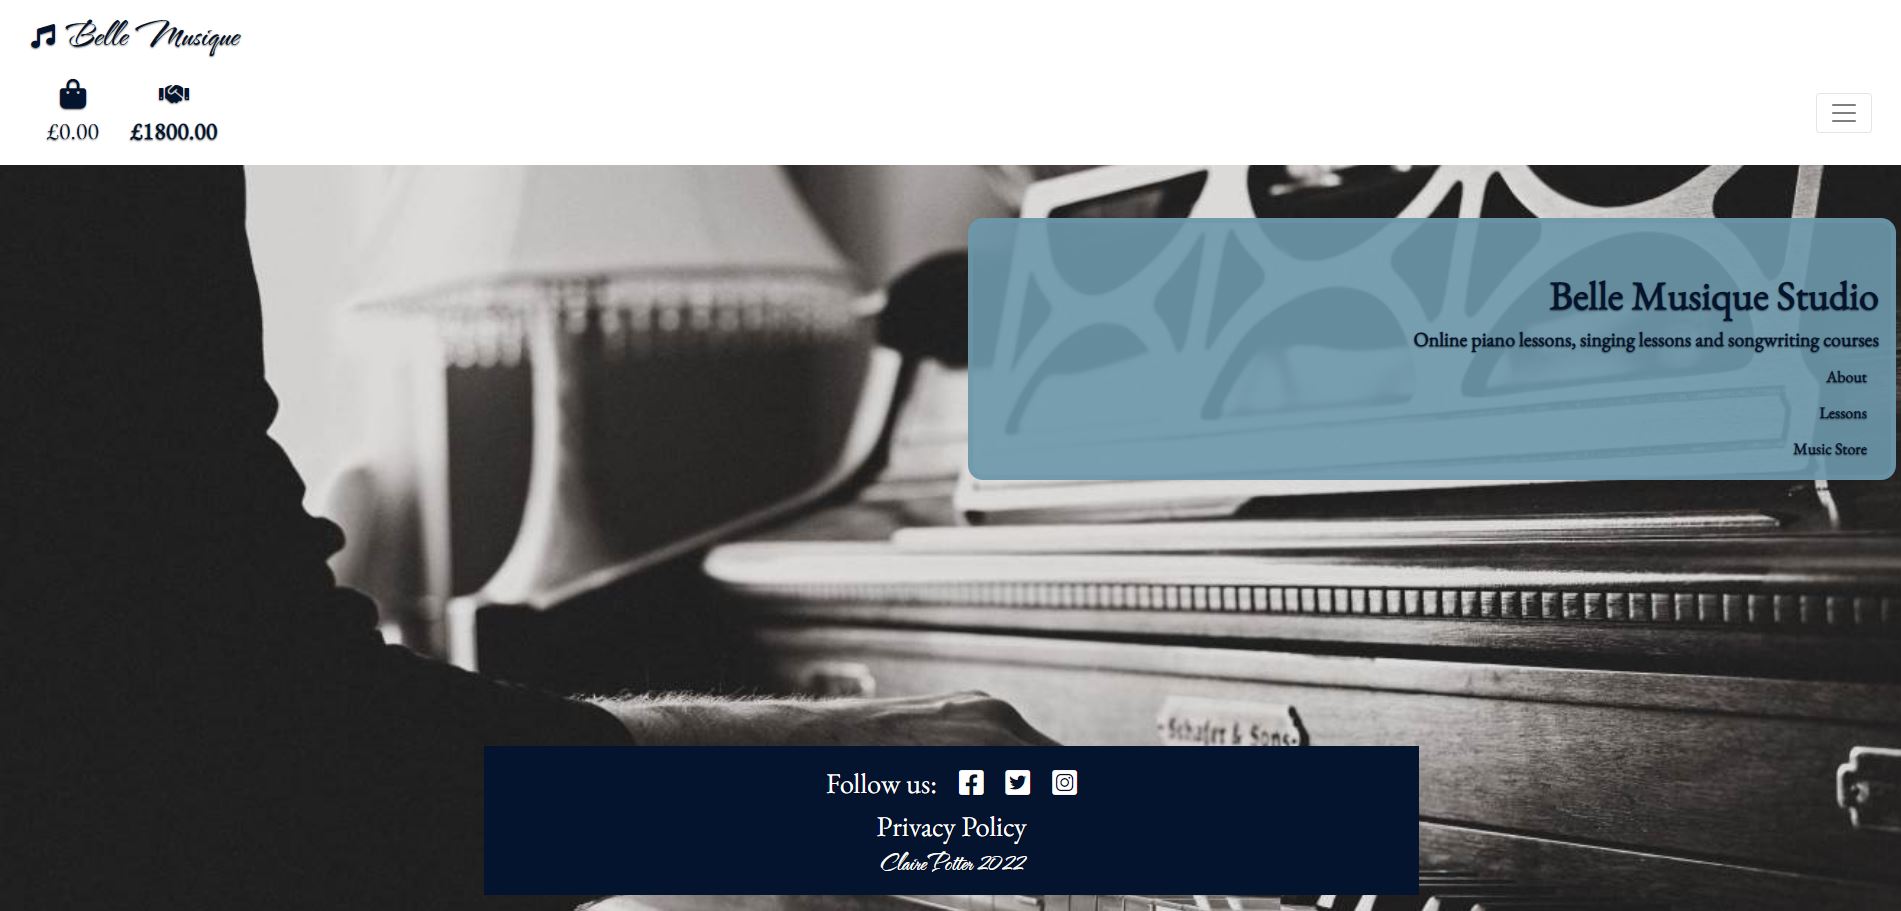 Belle Musique
£0.00 £1800.00
Belle Musique Studio
Online piano lessons, singing lessons and songwriting courses
About
Lessons
Music Store
-Schafer & Sons-
Follow us:
Privacy Policy
Claire Potter 2022